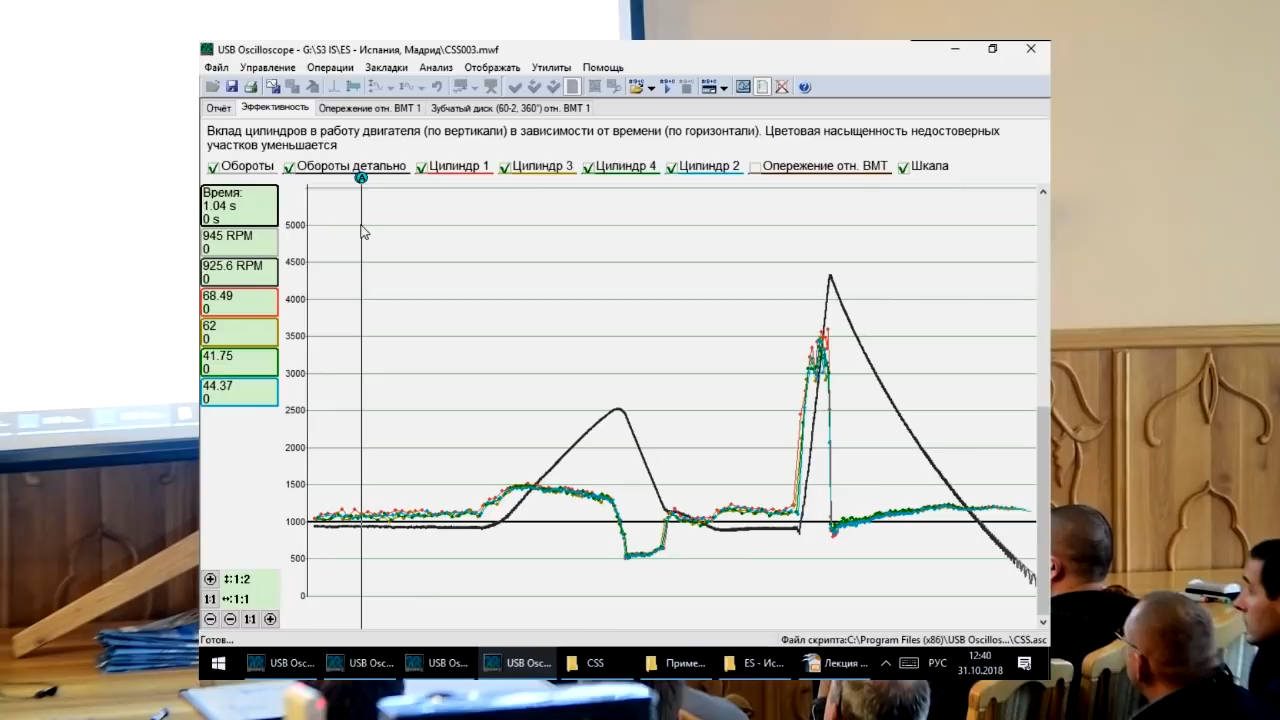 USB Oscilloscope - G:\S3 IS\ES - Испания, Мадрид\CSS003.mwf
Файл Управление Операции Закладки Анализ Отображать Утилиты Помощь
Отчёт Эффективность Опережение отн. ВМТ 1 Зубчатый диск (60-2, 360°) отн. ВМТ 1
Вклад цилиндров в работу двигателя (по вертикали) в зависимости от времени (по горизонтали). Цветовая насыщенность недостоверных
участков уменьшается
Обороты Обороты детально Цилиндр 1 Цилиндр 3 Цилиндр 4 Цилиндр 2 Опережение отн. ВМТ Шкала
A
Время:
1.04 s
0 s
945 RPM
0
925.6 RPM
0
68.49
0
62
0
41.75
0
44.37
0
5000
4500
4000
3500
3000
2500
2000
1500
1000
500
0
1:2
1:1 1:1
1:1
Готов... Файл скрипта:C:\Program Files (x86)\USB Oscillos...\CSS.asc
USB Osc... USB Osc... USB O... USB Osc... CSS Приме... ES - Ис... Лекция ... РУС 12:40
31.10.2018